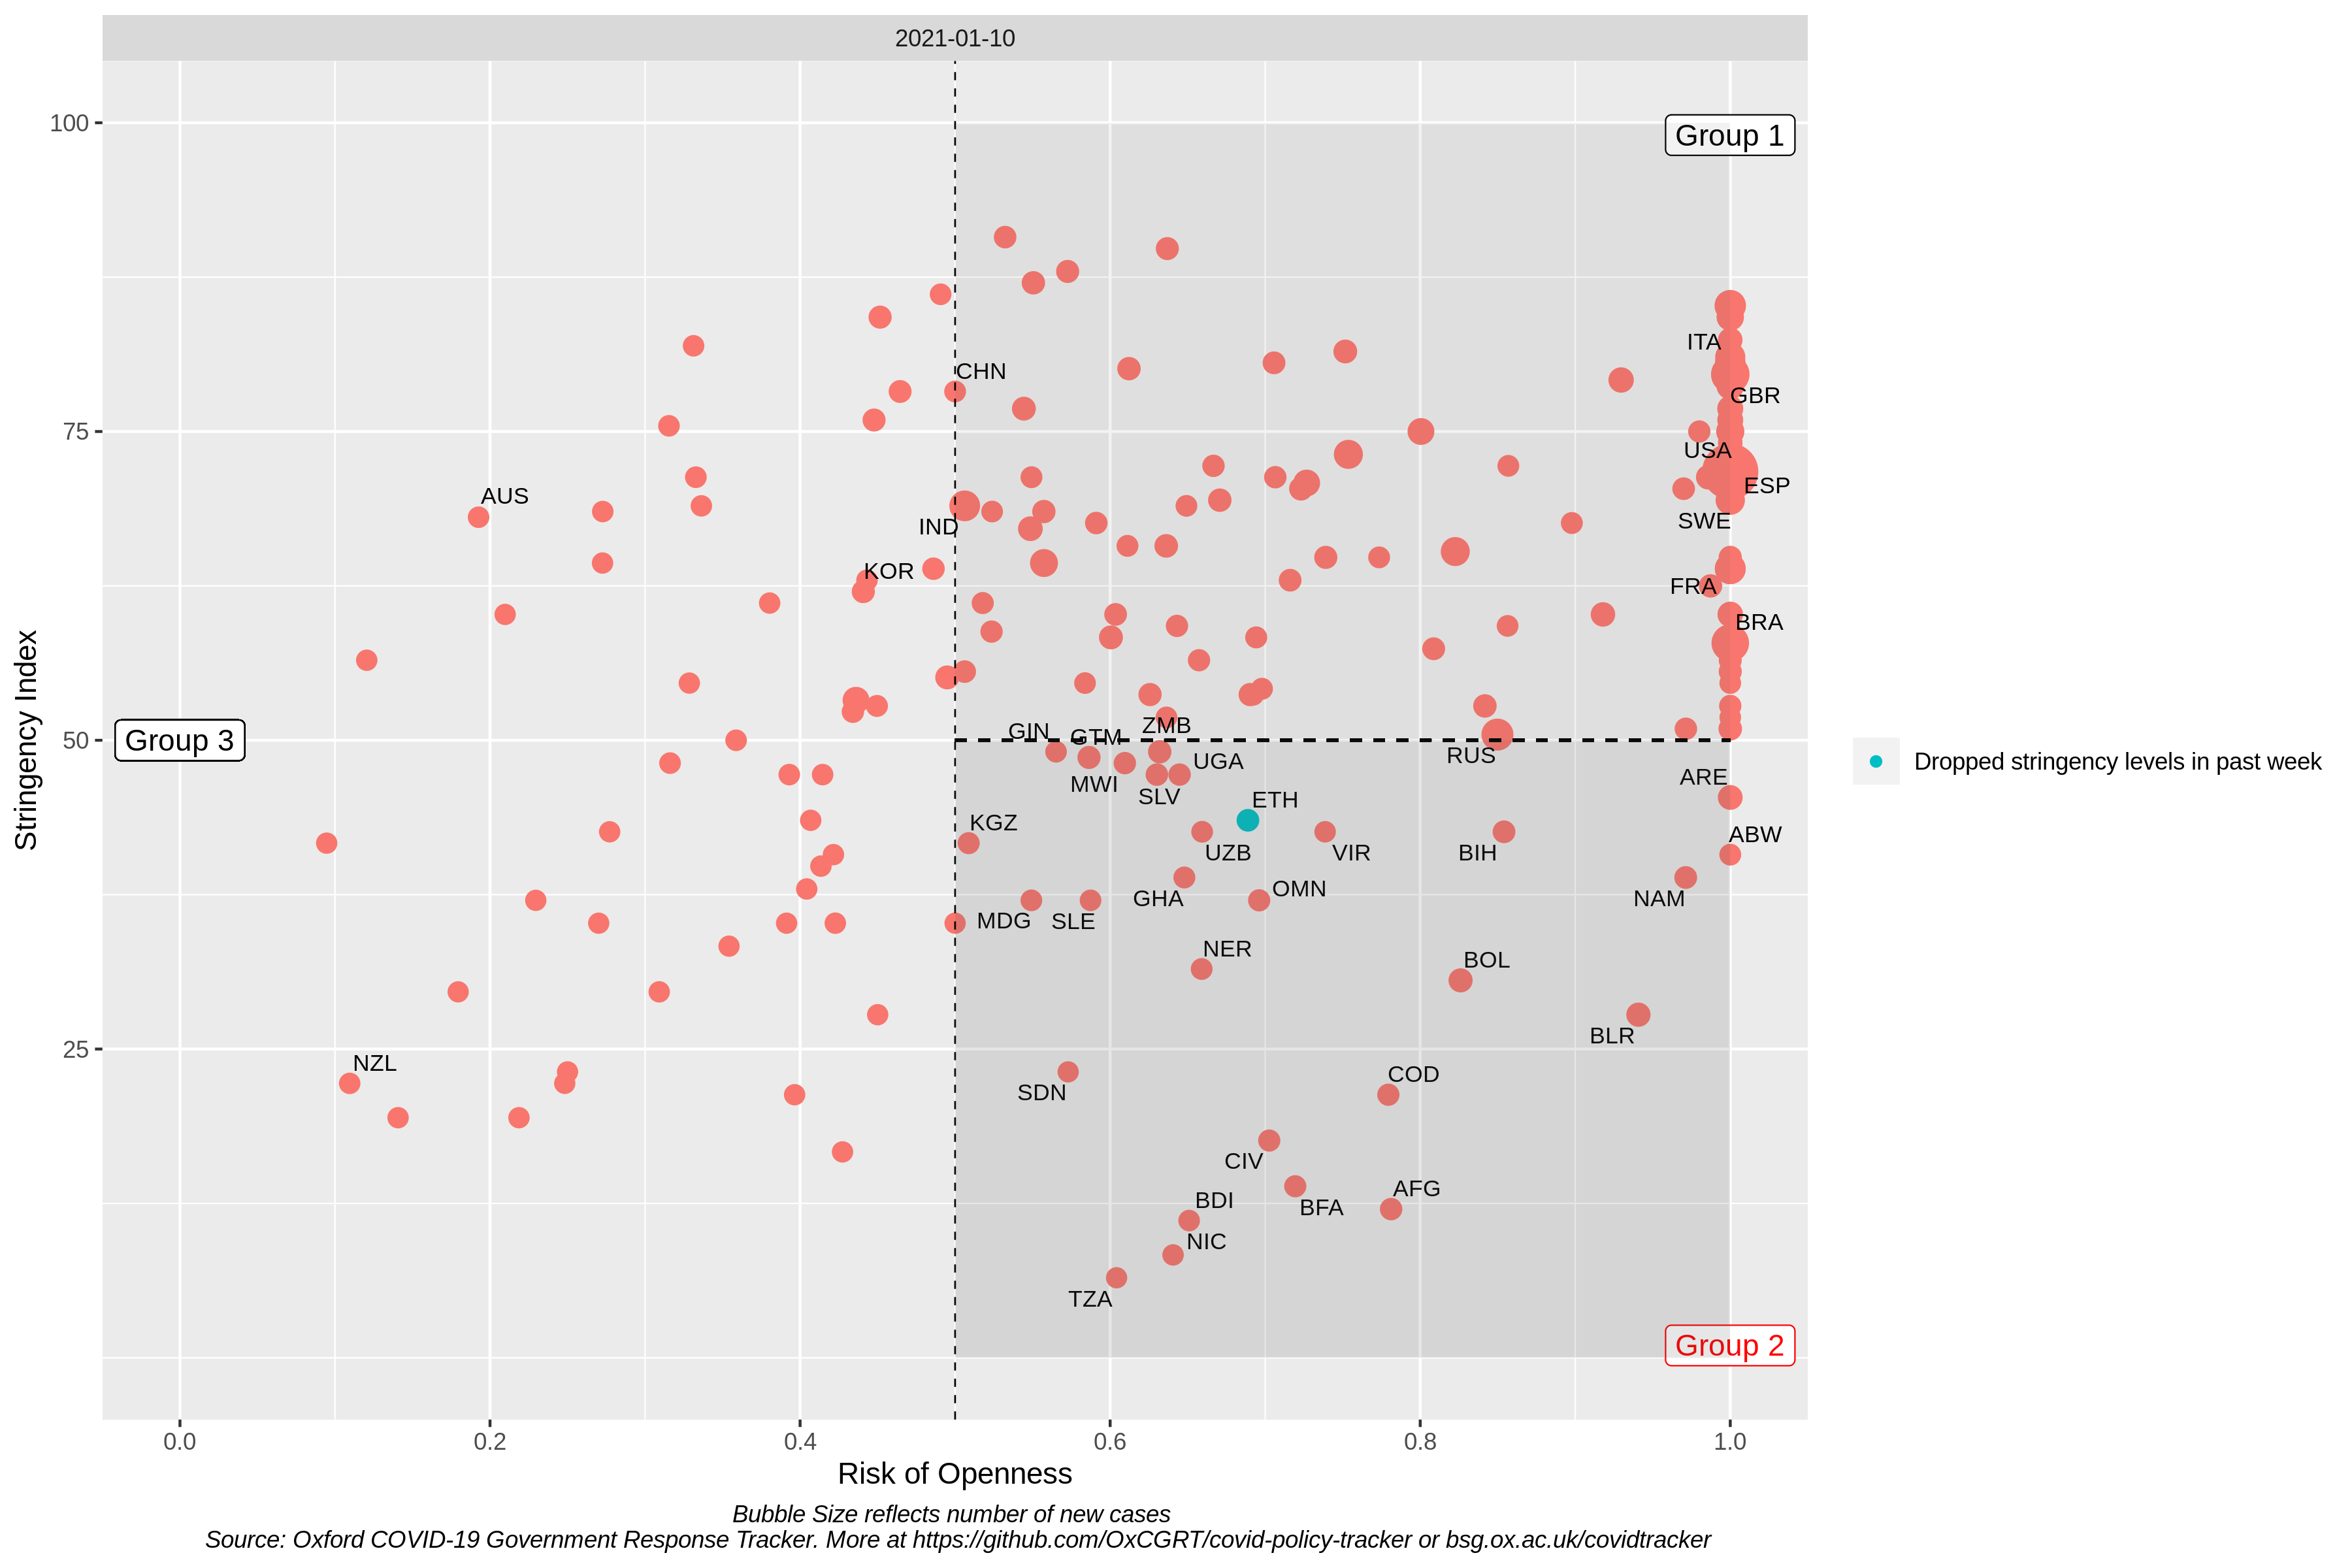 2021-01-10
100
Group 1
ITA
CHN
GBR
75
USA
AUS
ESP
IND
SWE
KOR
FRA
BRA
Stringency Index
GIN
GTM
ZMB
Group 3
50
RUS
UGA
Dropped stringency levels in past week
ARE
MWI
SLV
ETH
KGZ
ABW
UZB
VIR
BIH
OMN
GHA
NAM
MDG
SLE
NER
BOL
BLR
25
NZL
COD
SDN
CIV
AFG
BDI
BFA
NIC
TZA
Group 2
0.0 0.2 0.4 0.6 0.8 1.0
Risk of Openness
Bubble Size reflects number of new cases
Source: Oxford COVID-19 Government Response Tracker. More at https://github.com/OxCGRT/covid-policy-tracker or bsg.ox.ac.uk/covidtracker